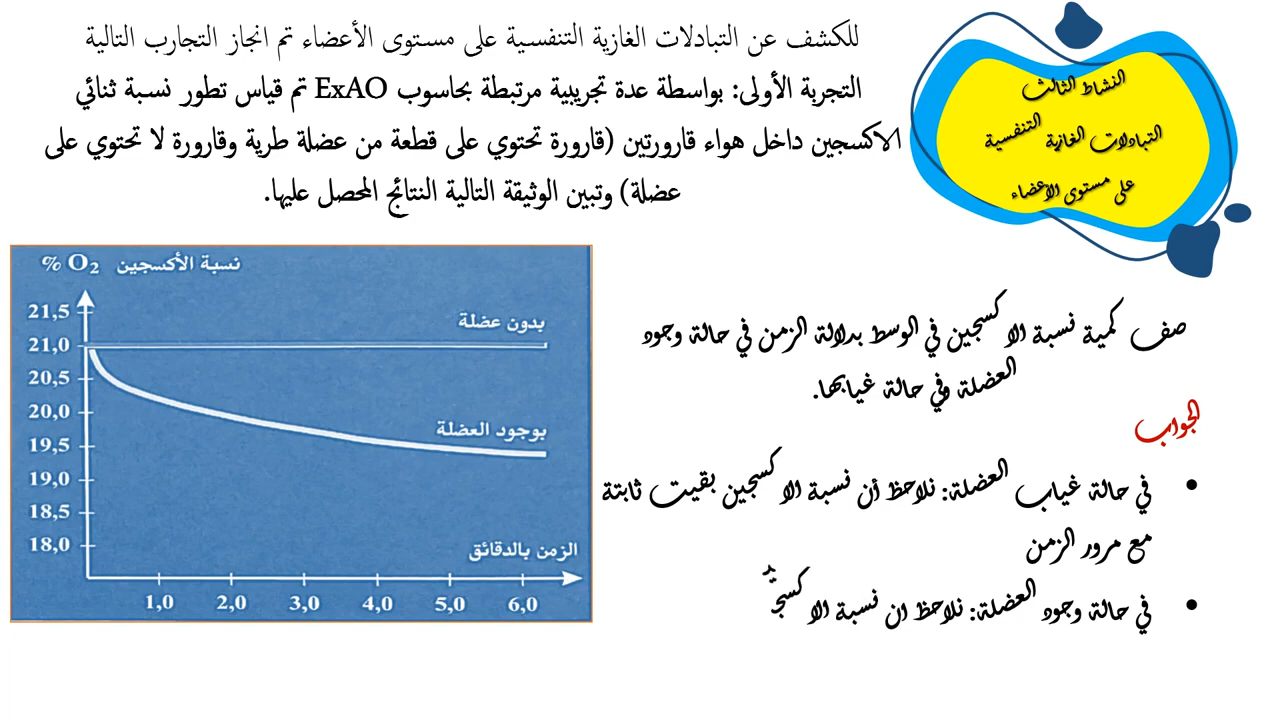 للكشف عن التبادلات الغازية التنفسية على مستوى الأعضاء تم انجاز التجارب التالية
التجربة الأولى: بواسطة عدة تجريبية مرتبطة بحاسوب ExAO تم قياس تطور نسبة ثنائي
الاكسجين داخل هواء قارورتين (قارورة تحتوي على قطعة من عضلة طرية وقارورة لا تحتوي على
عضلة) وتبين الوثيقة التالية النتائج المحصل عليها.
النشاط الثالث
التبادلات الغازية التنفسية
على مستوى الاعضاء
% O2 نسبة الأكسجين
21,5
21,0
20,5
20,0
19,5
19,0
18,5
18,0
بدون عضلة
بوجود العضلة
الزمن بالدقائق
1,0 2,0 3,0 4,0 5,0 6,0
صف كمية نسبة الاكسجين في الوسط بدلالة الزمن في حالة وجود
العضلة وفي حالة غيابها.
الجواب
• في حالة غياب العضلة: نلاحظ أن نسبة الاكسجين بقيت ثابتة
مع مرور الزمن
• في حالة وجود العضلة: نلاحظ ان نسبة الا